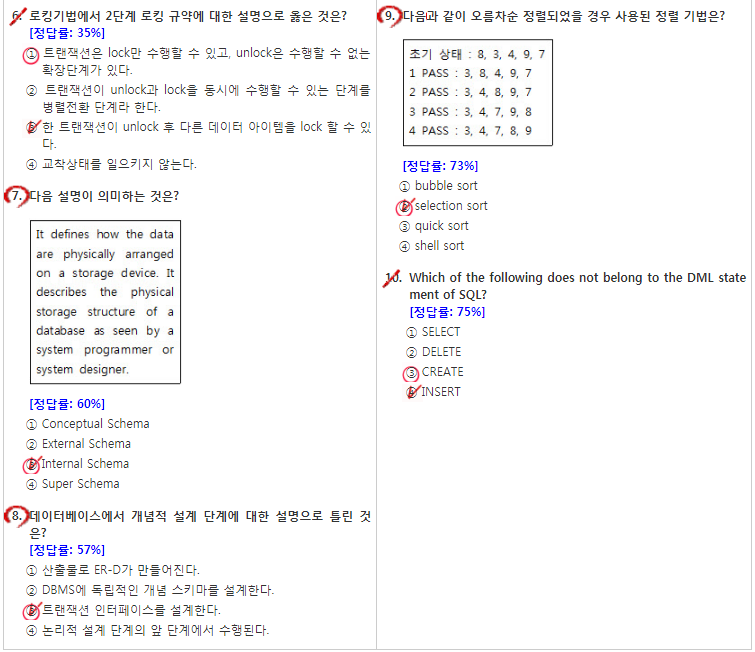 6. 로킹기법에서 2단계 로킹 규약에 대한 설명으로 옳은 것은?
[정답률: 35%]
① 트랜잭션은 lock만 수행할 수 있고, unlock은 수행할 수 없는
확장단계가 있다.
② 트랜잭션이 unlock과 lock을 동시에 수행할 수 있는 단계를
병렬전환 단계라 한다.
③ 한 트랜잭션이 unlock 후 다른 데이터 아이템을 lock 할 수 있
다.
④ 교착상태를 일으키지 않는다.
7. 다음 설명이 의미하는 것은?
It defines how the data
are physically arranged
on a storage device. It
describes the physical
storage structure of a
database as seen by a
system programmer or
system designer.
[정답률: 60%]
① Conceptual Schema
② External Schema
③ Internal Schema
④ Super Schema
8. 데이터베이스에서 개념적 설계 단계에 대한 설명으로 틀린 것
은?
[정답률: 57%]
① 산출물로 ER-D가 만들어진다.
② DBMS에 독립적인 개념 스키마를 설계한다.
③ 트랜잭션 인터페이스를 설계한다.
④ 논리적 설계 단계의 앞 단계에서 수행된다.
9. 다음과 같이 오름차순 정렬되었을 경우 사용된 정렬 기법은?
초기 상태 : 8, 3, 4, 9, 7
1 PASS : 3, 8, 4, 9, 7
2 PASS : 3, 4, 8, 9, 7
3 PASS : 3, 4, 7, 9, 8
4 PASS : 3, 4, 7, 8, 9
[정답률: 73%]
① bubble sort
② selection sort
③ quick sort
④ shell sort
10. Which of the following does not belong to the DML state
ment of SQL?
[정답률: 75%]
① SELECT
② DELETE
③ CREATE
④ INSERT